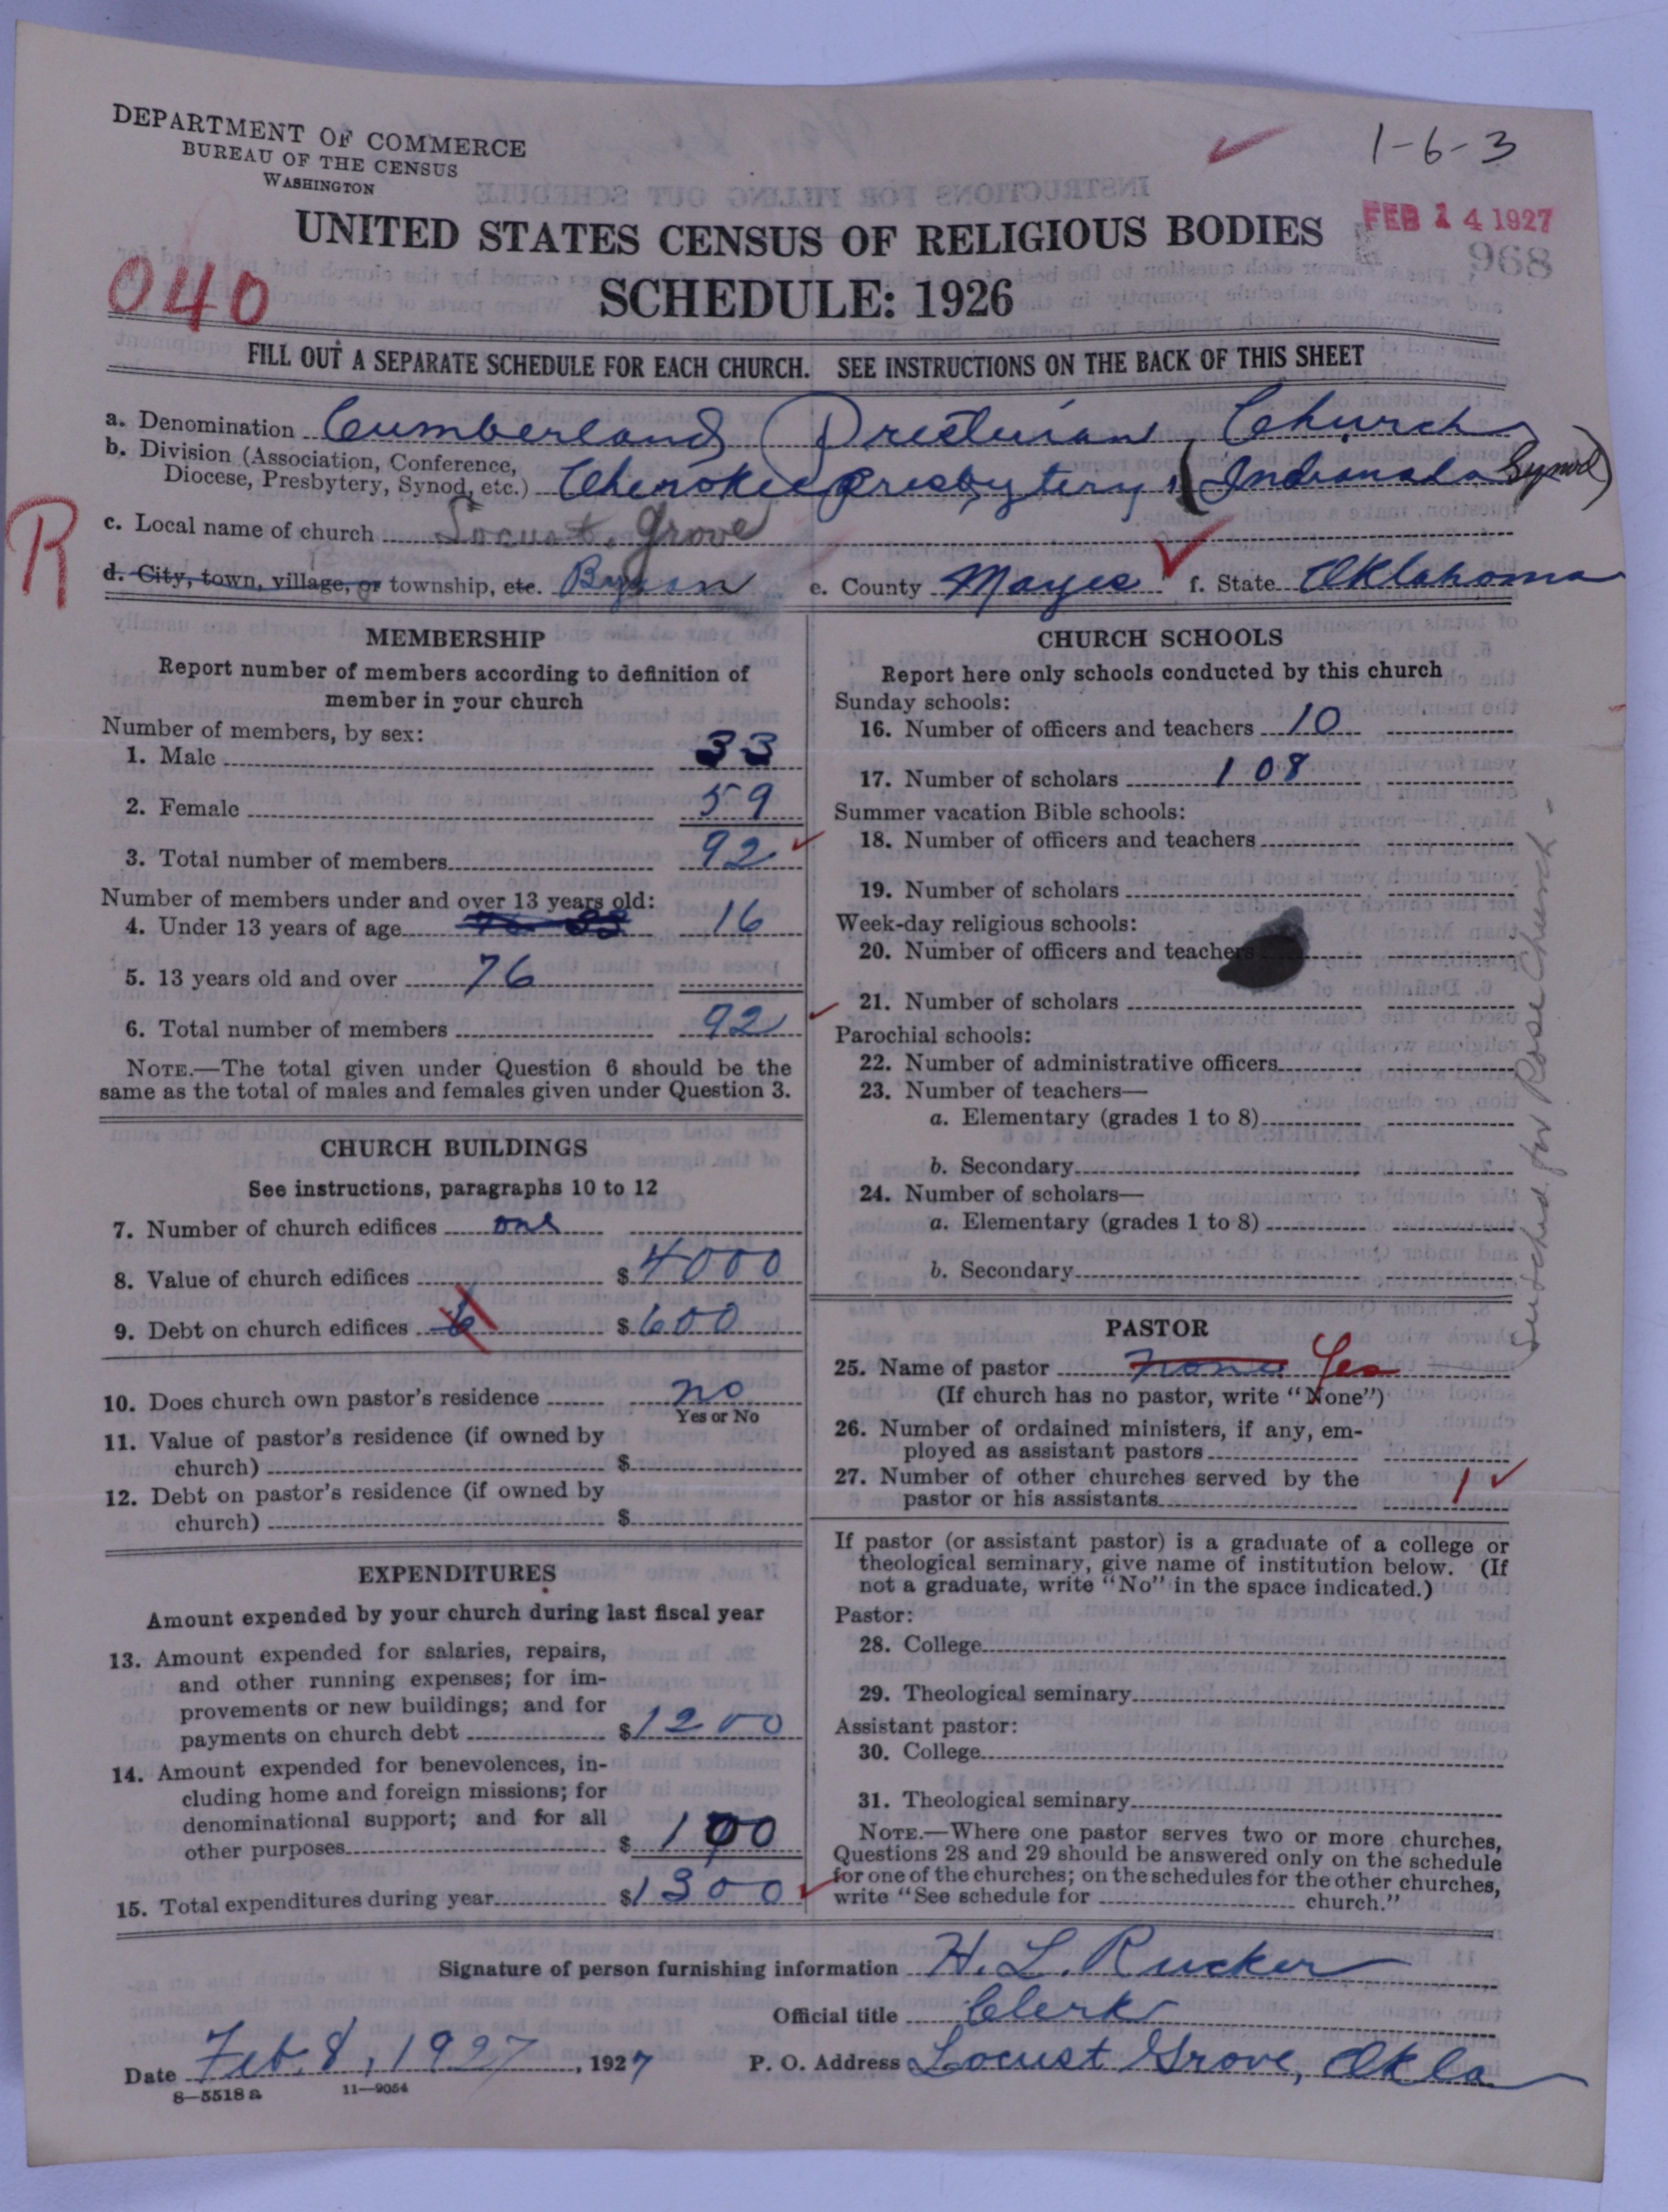 DEPARTMENT OF COMMERCE
BUREAU OF THE CENSUS
WASHINGTON
1-6-3
FEB 14 1927
968
UNITED STATES CENSUS OF RELIGIOUS BODIES
SCHEDULE: 1926
040
FILL OUT A SEPARATE SCHEDULE FOR EACH CHURCH. SEE INSTRUCTIONS ON THE BACK OF THIS SHEET
a. Denomination Cumberland Church
b. Division (Association, Conference,
Diocese, Presbytery, Synod, etc.) Cherokee Presbytery, (Indianola Synod)
R
c. Local name of church Locust Grove
d. City, town, village, or township, etc. Bryan e. County Mayes f. State Oklahoma
MEMBERSHIP
Report number of members according to definition of
member in your church
Number of members, by sex:
1. Male 33
2. Female 59
3. Total number of members 92
Number of members under and over 13 years old:
4. Under 13 years of age 16
5. 13 years old and over 76
6. Total number of members 92
NOTE.—The total given under Question 6 should be the
same as the total of males and females given under Question 3.
CHURCH BUILDINGS
See instructions, paragraphs 10 to 12
7. Number of church edifices one
8. Value of church edifices $4000
9. Debt on church edifices $600
10. Does church own pastor's residence no
Yes or No
11. Value of pastor's residence (if owned by
church) $
12. Debt on pastor's residence (if owned by
church) $
EXPENDITURES
Amount expended by your church during last fiscal year
13. Amount expended for salaries, repairs,
and other running expenses; for im-
provements or new buildings; and for
payments on church debt $1200
14. Amount expended for benevolences, in-
cluding home and foreign missions; for
denominational support; and for all
other purposes $100
15. Total expenditures during year $1300
CHURCH SCHOOLS
Report here only schools conducted by this church
Sunday schools:
16. Number of officers and teachers 10
17. Number of scholars 108
Summer vacation Bible schools:
18. Number of officers and teachers
19. Number of scholars
Week-day religious schools:
20. Number of officers and teachers
21. Number of scholars
Parochial schools:
22. Number of administrative officers
23. Number of teachers—
a. Elementary (grades 1 to 8)
b. Secondary
24. Number of scholars—
a. Elementary (grades 1 to 8)
b. Secondary
for Rose Church -
PASTOR
25. Name of pastor None Yes
(If church has no pastor, write "None")
26. Number of ordained ministers, if any, em-
ployed as assistant pastors
27. Number of other churches served by the
pastor or his assistants 1
If pastor (or assistant pastor) is a graduate of a college or
theological seminary, give name of institution below. (If
not a graduate, write "No" in the space indicated.)
Pastor:
28. College
29. Theological seminary
Assistant pastor:
30. College
31. Theological seminary
NOTE.—Where one pastor serves two or more churches,
Questions 28 and 29 should be answered only on the schedule
for one of the churches; on the schedules for the other churches,
write "See schedule for church."
Signature of person furnishing information H. L. Rucker
Official title Clerk
Date Feb. 8, 1927, 1927 P. O. Address Locust Grove, Okla
8—5518 a 11—9054